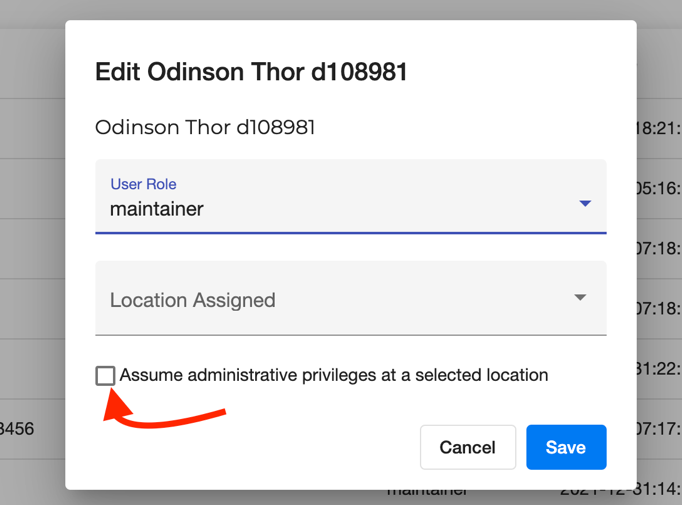 Edit Odinson Thor d108981
Odinson Thor d108981
User Role
maintainer
Location Assigned
Assume administrative privileges at a selected location
Cancel
Save
18:21:
05:16:
07:18:
07:18:
31:22:
3456
07:17:
maintainer
2021-12-31:14: